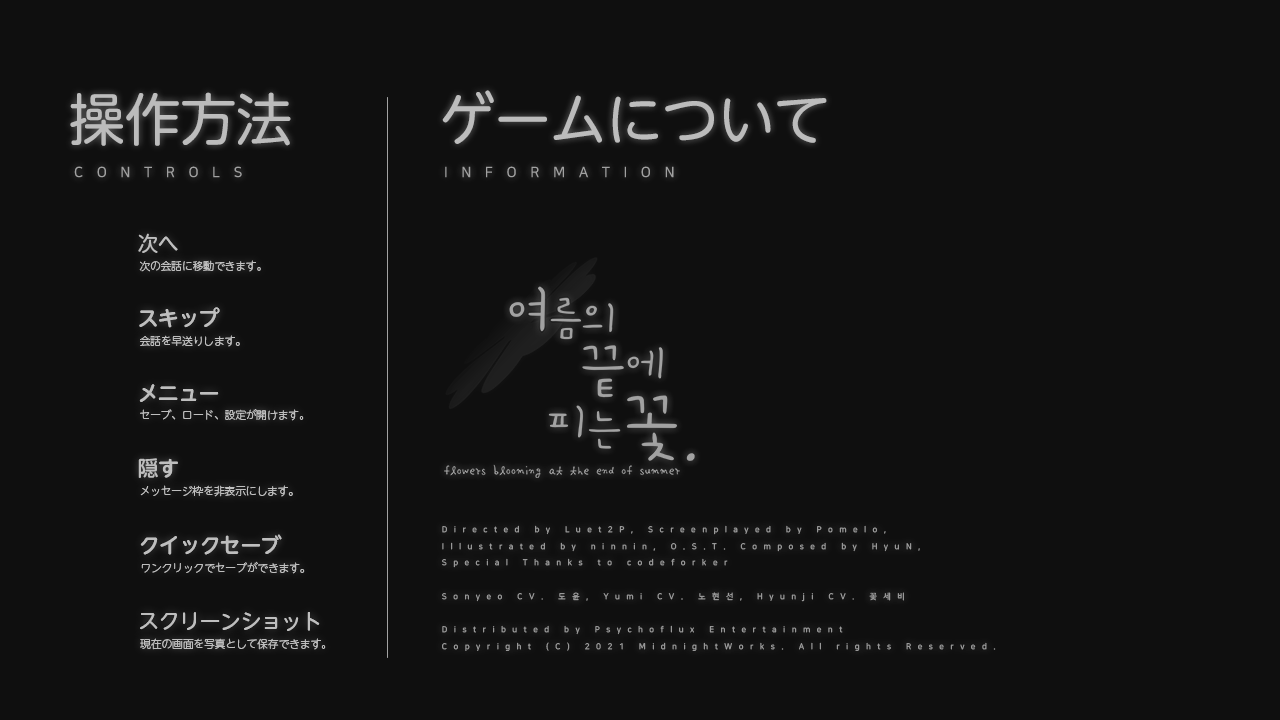 操作方法
CONTROLS
次へ
次の会話に移動できます。
スキップ
会話を早送りします。
メニュー
セーブ、ロード、設定が開けます。
隠す
メッセージ枠を非表示にします。
クイックセーブ
ワンクリックでセーブができます。
スクリーンショット
現在の画面を写真として保存できます。
ゲームについて
INFORMATION
여름의
끝에
피는 꽃.
flowers blooming at the end of summer
Directed by Luet2P, Screenplayed by Pomelo,
Illustrated by ninnin, O.S.T. Composed by HyuN,
Special Thanks to codeforker
Sonyeo CV. 도윤, Yumi CV. 노현선, Hyunji CV. 꽃세비
Distributed by Psychoflux Entertainment
Copyright (C) 2021 MidnightWorks. All rights Reserved.